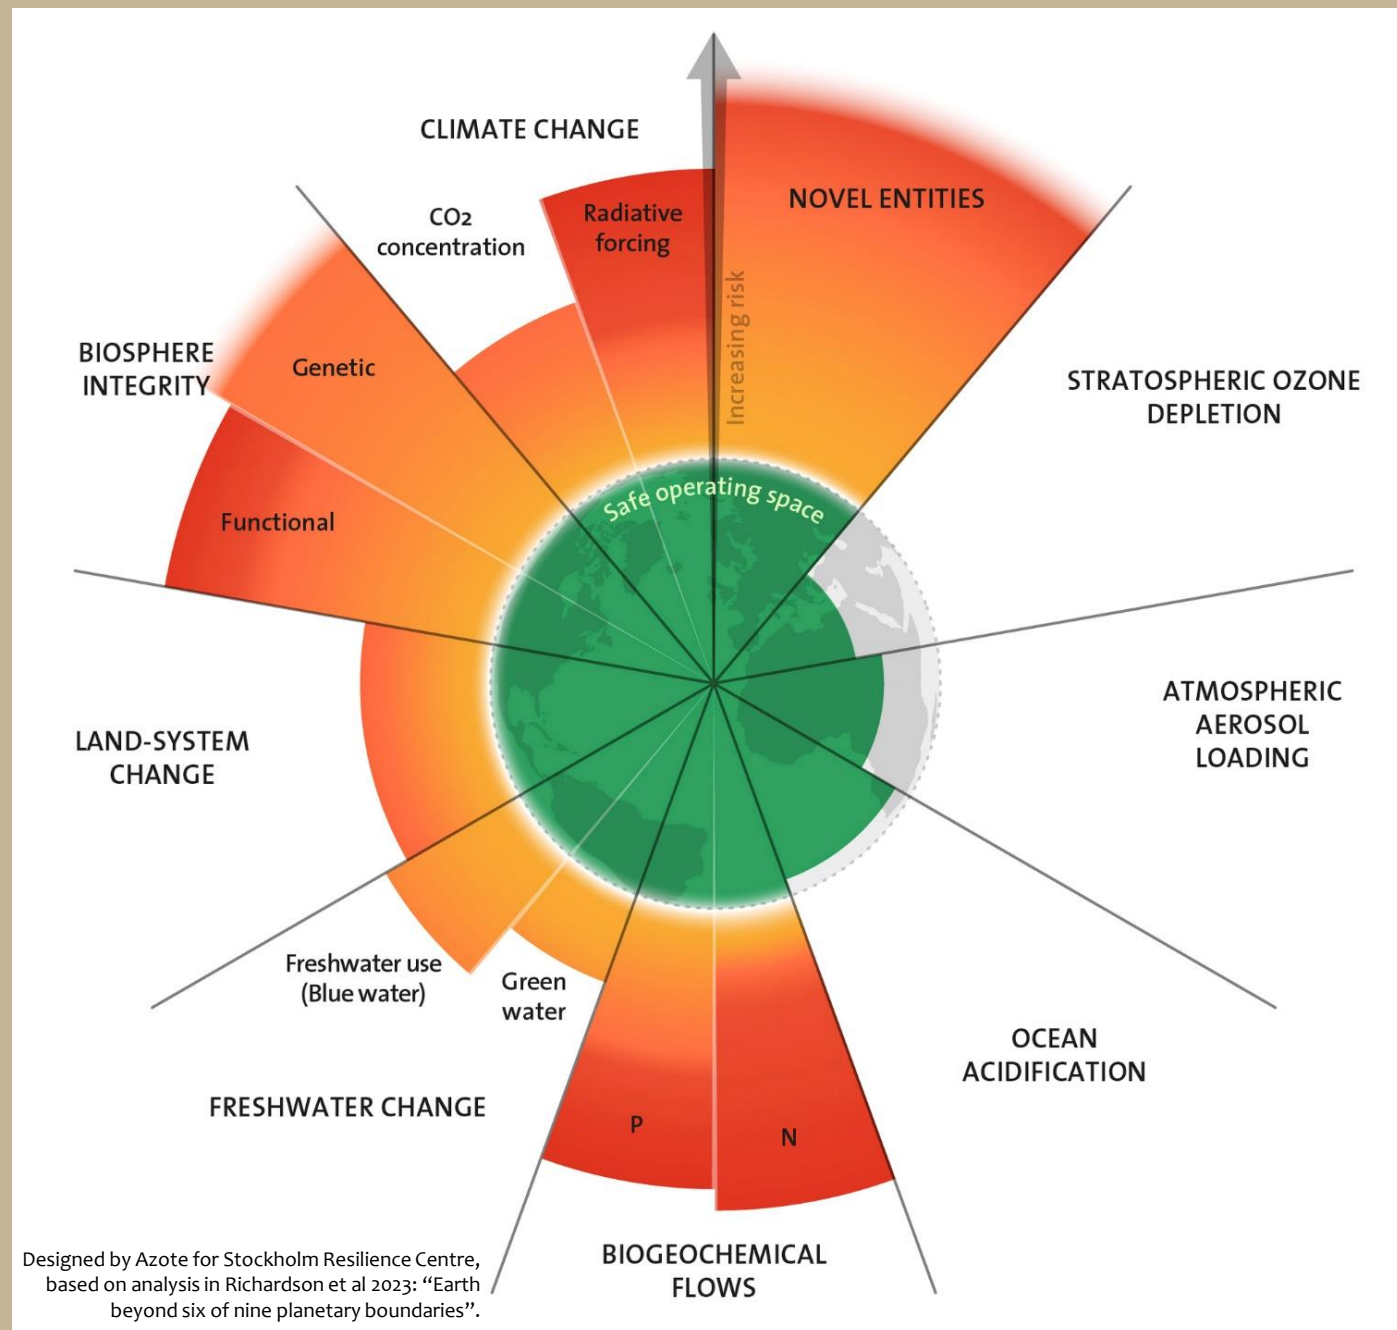 CLIMATE CHANGE
CO2
concentration
Radiative
forcing
NOVEL ENTITIES
Increasing risk
STRATOSPHERIC OZONE
DEPLETION
BIOSPHERE
INTEGRITY
Genetic
Functional
Safe operating space
ATMOSPHERIC
AEROSOL
LOADING
LAND-SYSTEM
CHANGE
Freshwater use
(Blue water)
Green
water
FRESHWATER CHANGE
OCEAN
ACIDIFICATION
P
N
BIOGEOCHEMICAL
FLOWS
Designed by Azote for Stockholm Resilience Centre,
based on analysis in Richardson et al 2023: “Earth
beyond six of nine planetary boundaries”.